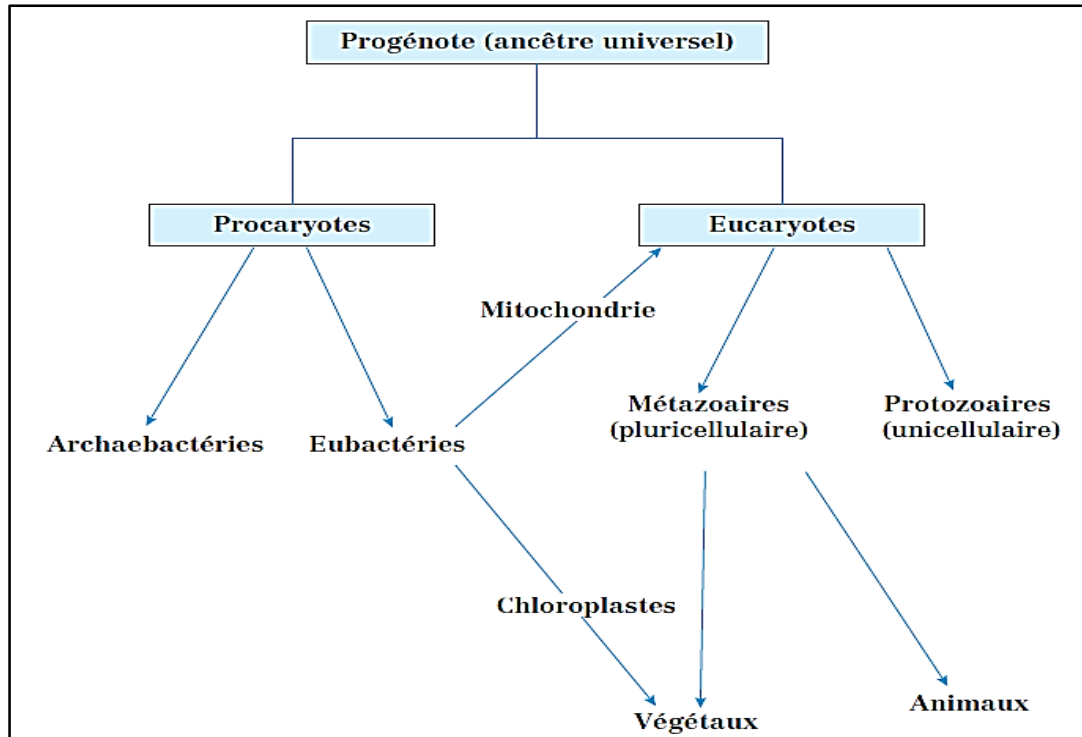 Progénote (ancêtre universel)
Procaryotes
Eucaryotes
Mitochondrie
Métazoaires
(pluricellulaire)
Protozoaires
(unicellulaire)
Archaebactéries
Eubactéries
Chloroplastes
Végétaux
Animaux